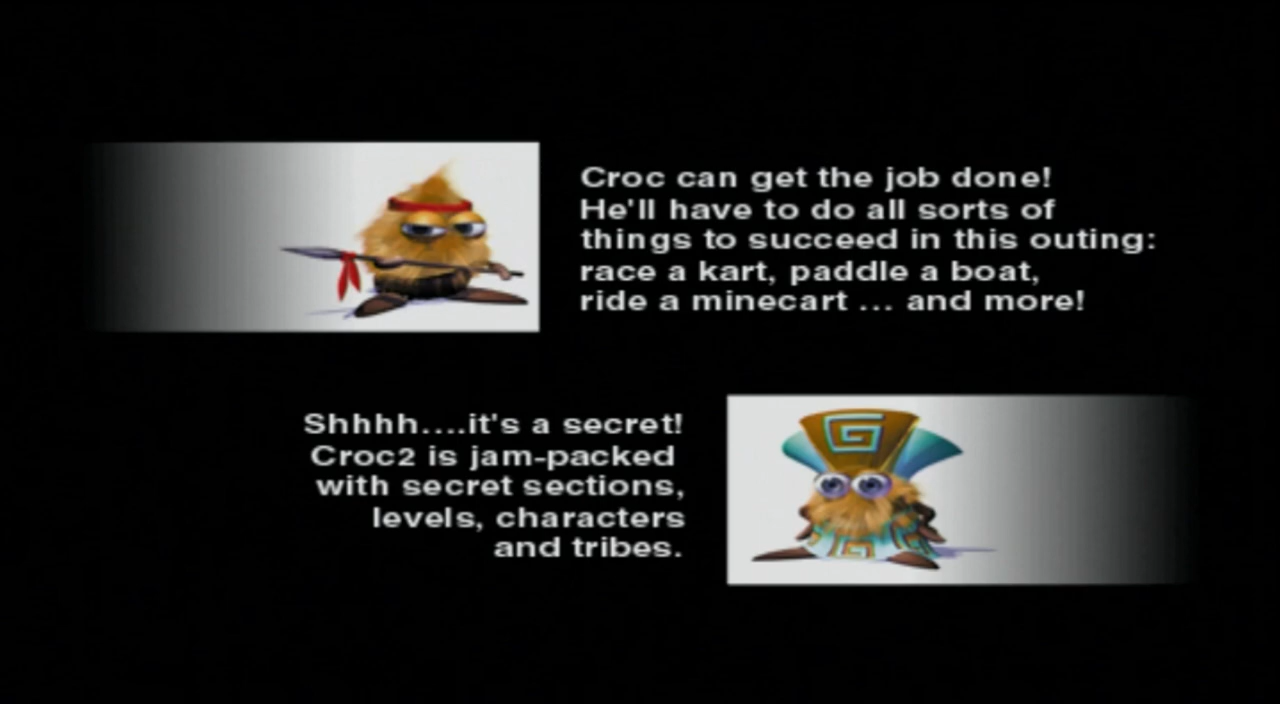 Croc can get the job done!
He'll have to do all sorts of
things to succeed in this outing:
race a kart, paddle a boat,
ride a minecart ... and more!
Shhhh....it's a secret!
Croc2 is jam-packed
with secret sections,
levels, characters
and tribes.